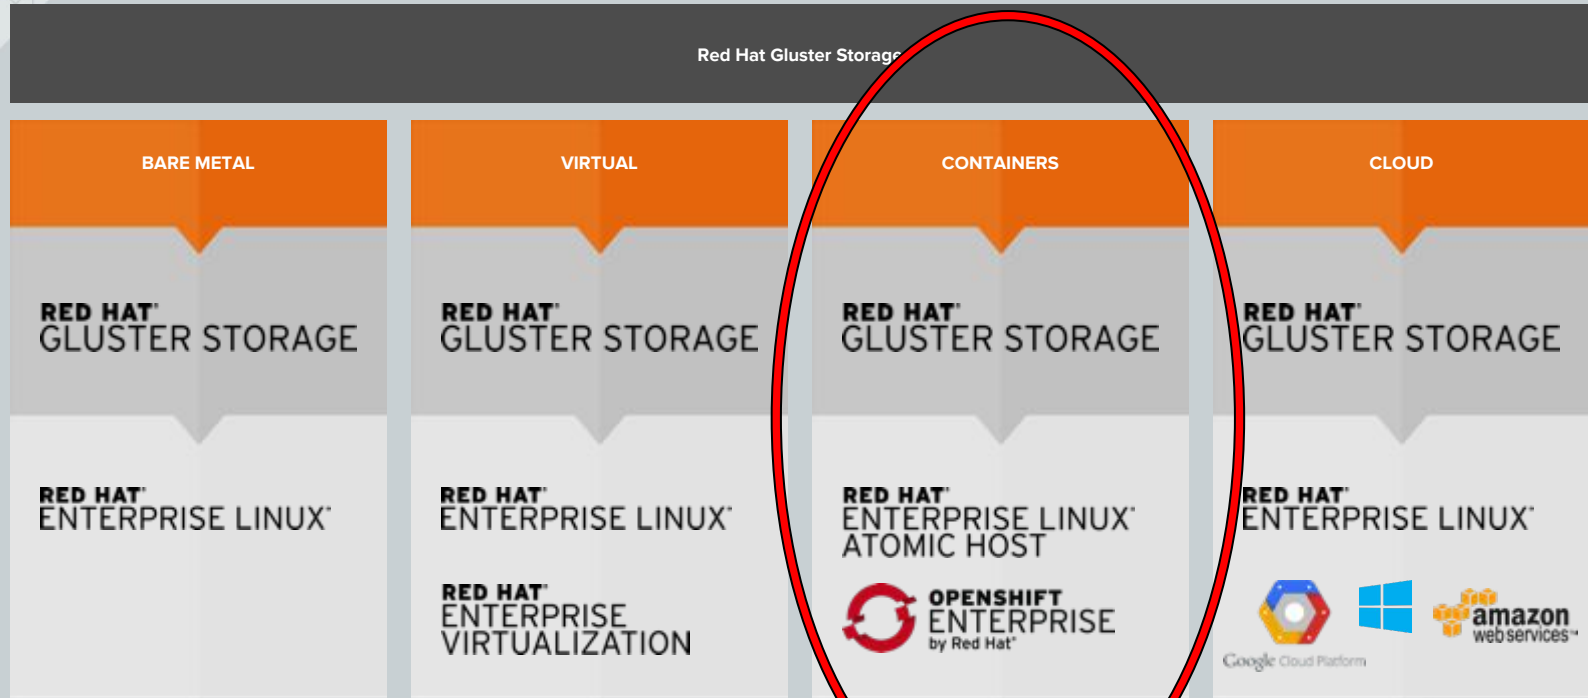 Red Hat Gluster Storage
BARE METAL
RED HAT®
GLUSTER STORAGE
RED HAT®
ENTERPRISE LINUX®
VIRTUAL
RED HAT®
GLUSTER STORAGE
RED HAT®
ENTERPRISE LINUX®
RED HAT®
ENTERPRISE
VIRTUALIZATION
CONTAINERS
RED HAT®
GLUSTER STORAGE
RED HAT®
ENTERPRISE LINUX®
ATOMIC HOST
OPENSHIFT
ENTERPRISE
by Red Hat®
CLOUD
RED HAT®
GLUSTER STORAGE
RED HAT®
ENTERPRISE LINUX®
Google Cloud Platform
amazon
webservices™